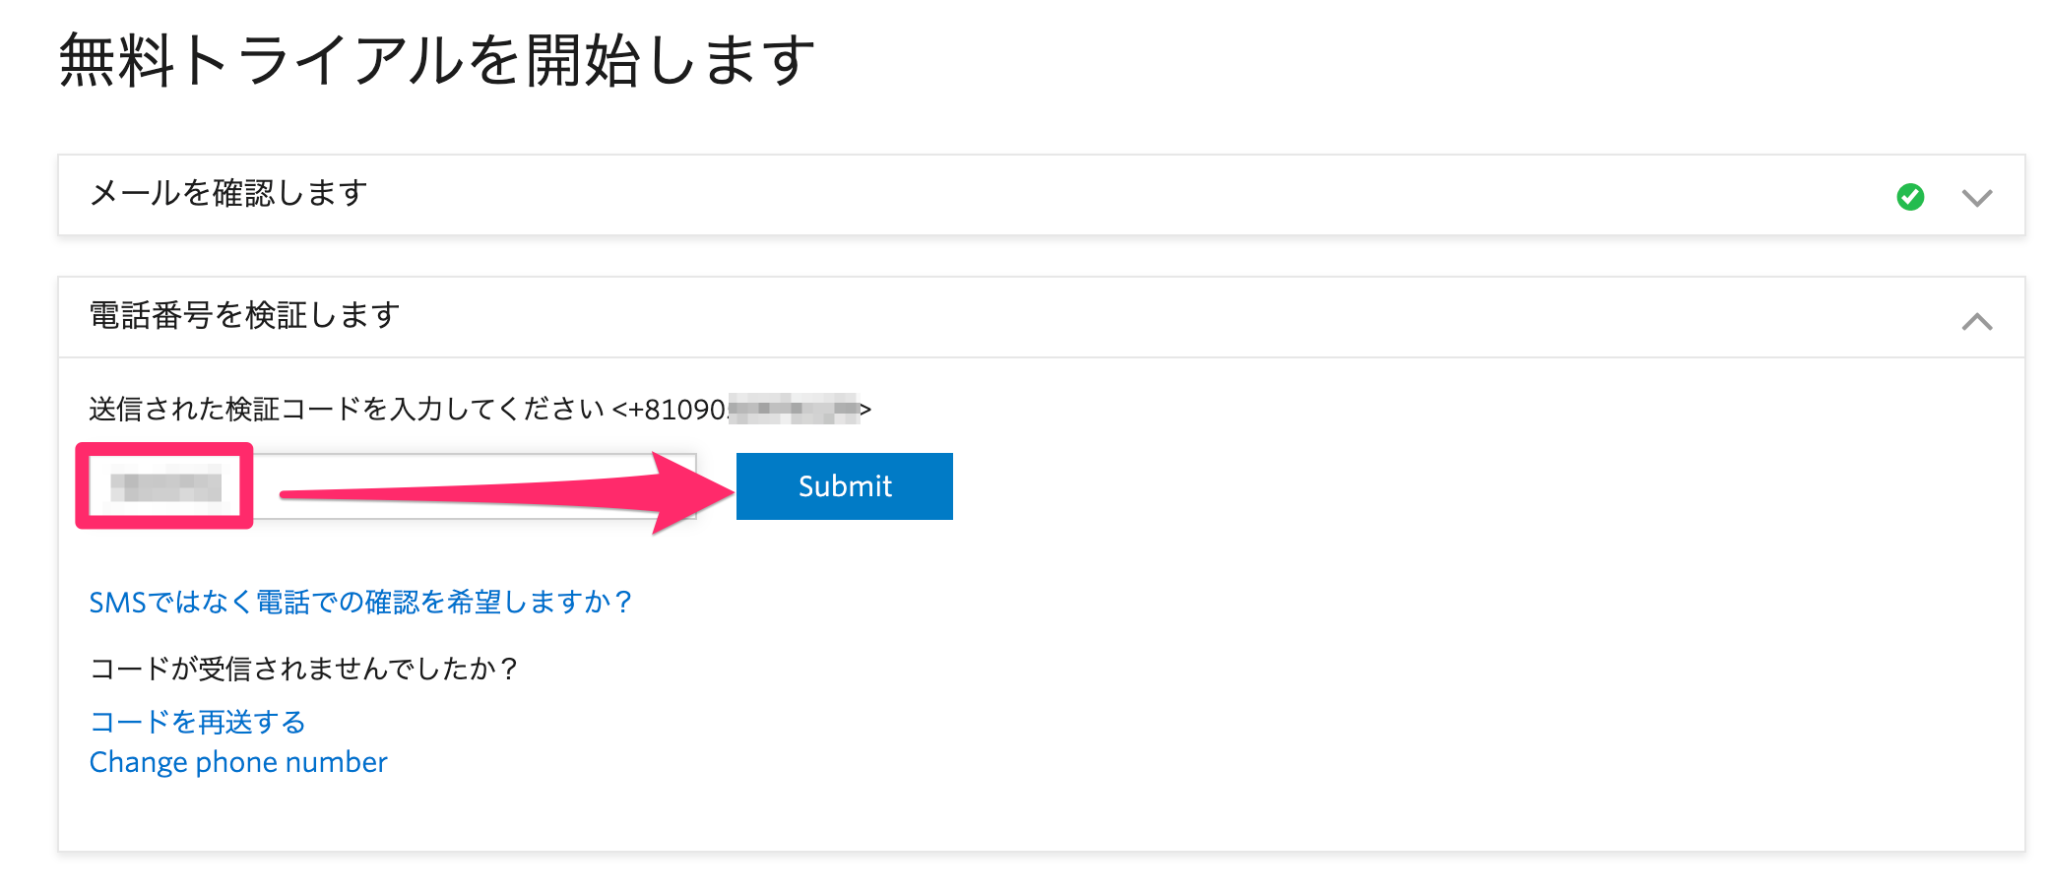 無料トライアルを開始します
メールを確認します
電話番号を検証します
送信された検証コードを入力してください <+81090 >
Submit
SMSではなく電話での確認を希望しますか？
コードが受信されませんでしたか？
コードを再送する
Change phone number